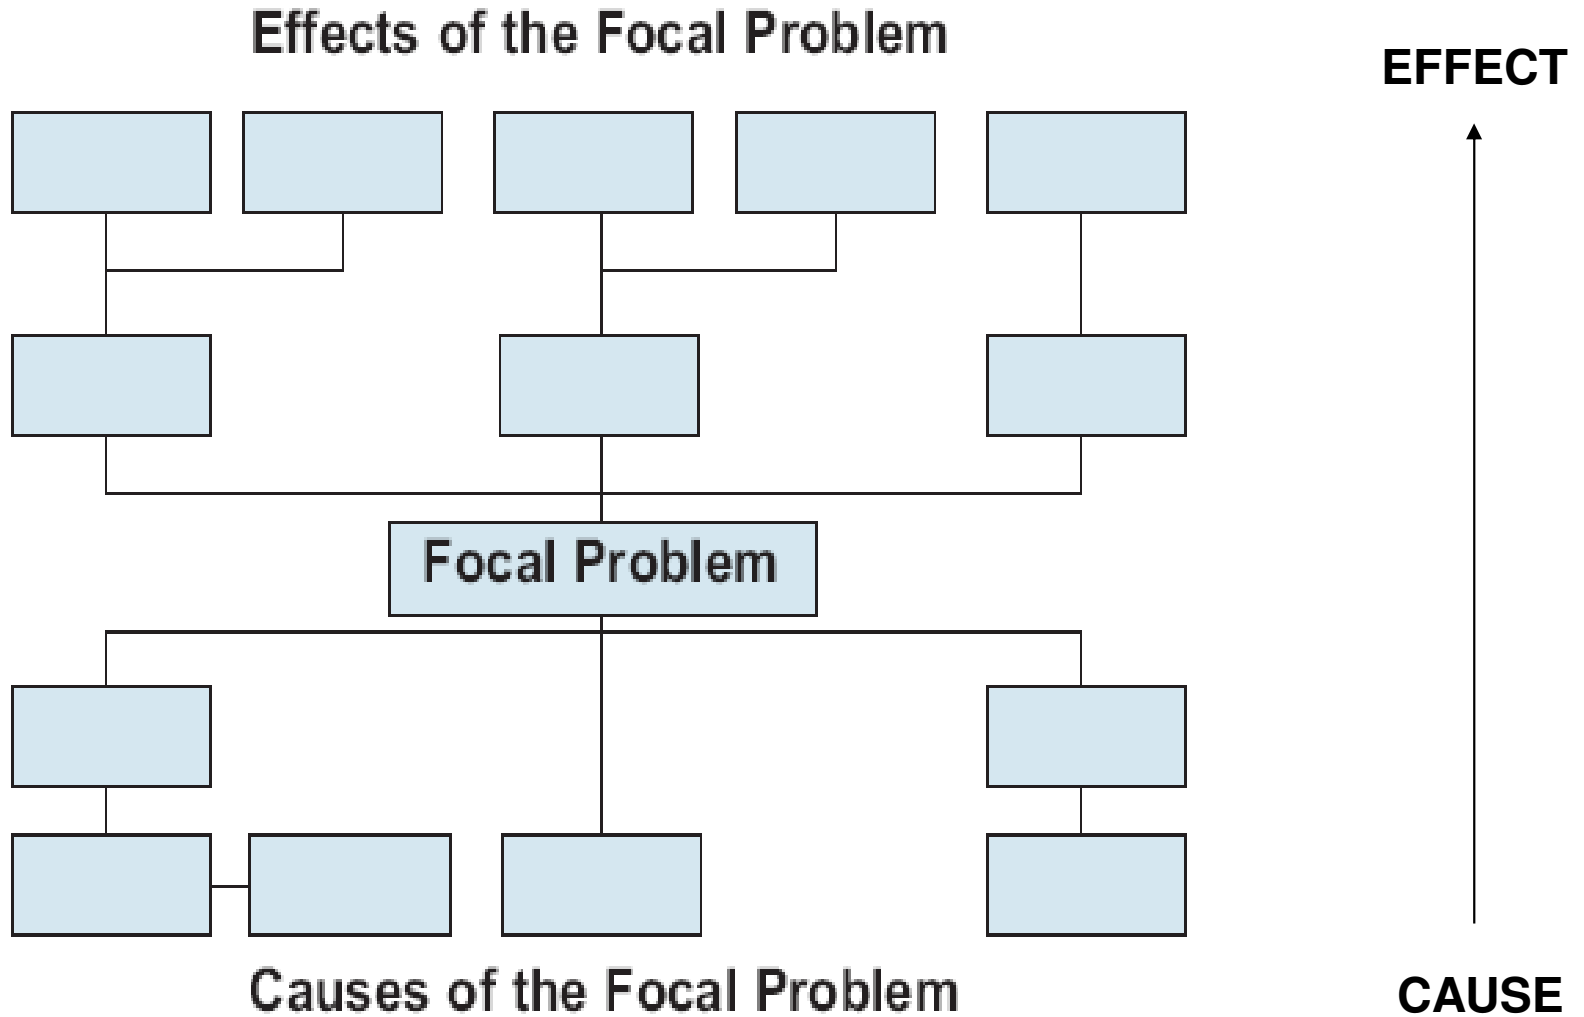 Effects of the Focal Problem
EFFECT
Focal Problem
Causes of the Focal Problem
CAUSE